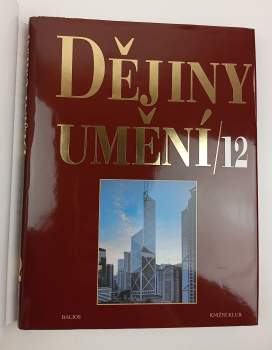 DĚJINY
UMĚNÍ/12
BALIOS
KNIŽNÍ KLUB